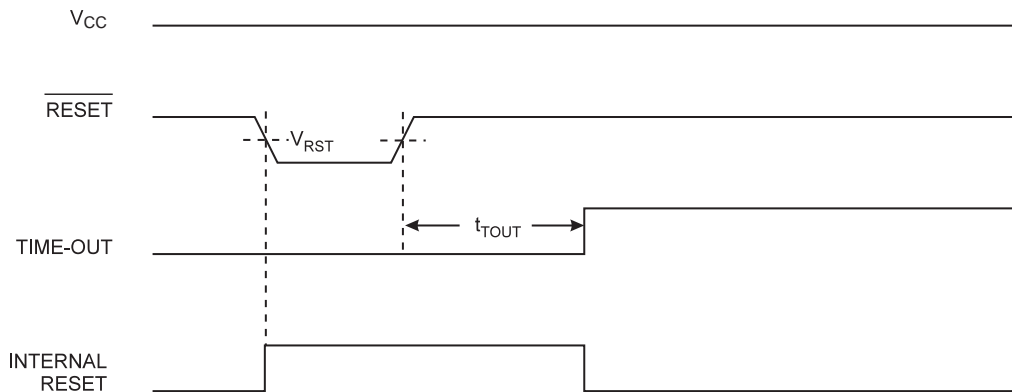 VCC
RESET
VRST
tTOUT
TIME-OUT
INTERNAL
RESET